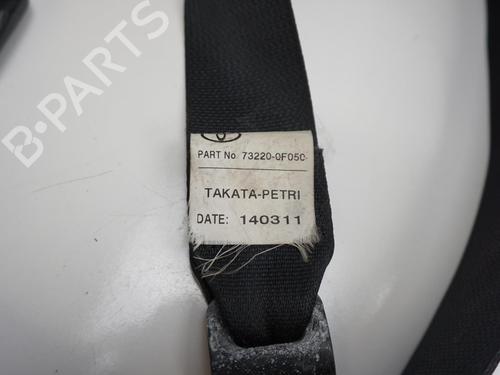 B-PARTS
PART No 73220-0F050
TAKATA-PETRI
DATE: 140311